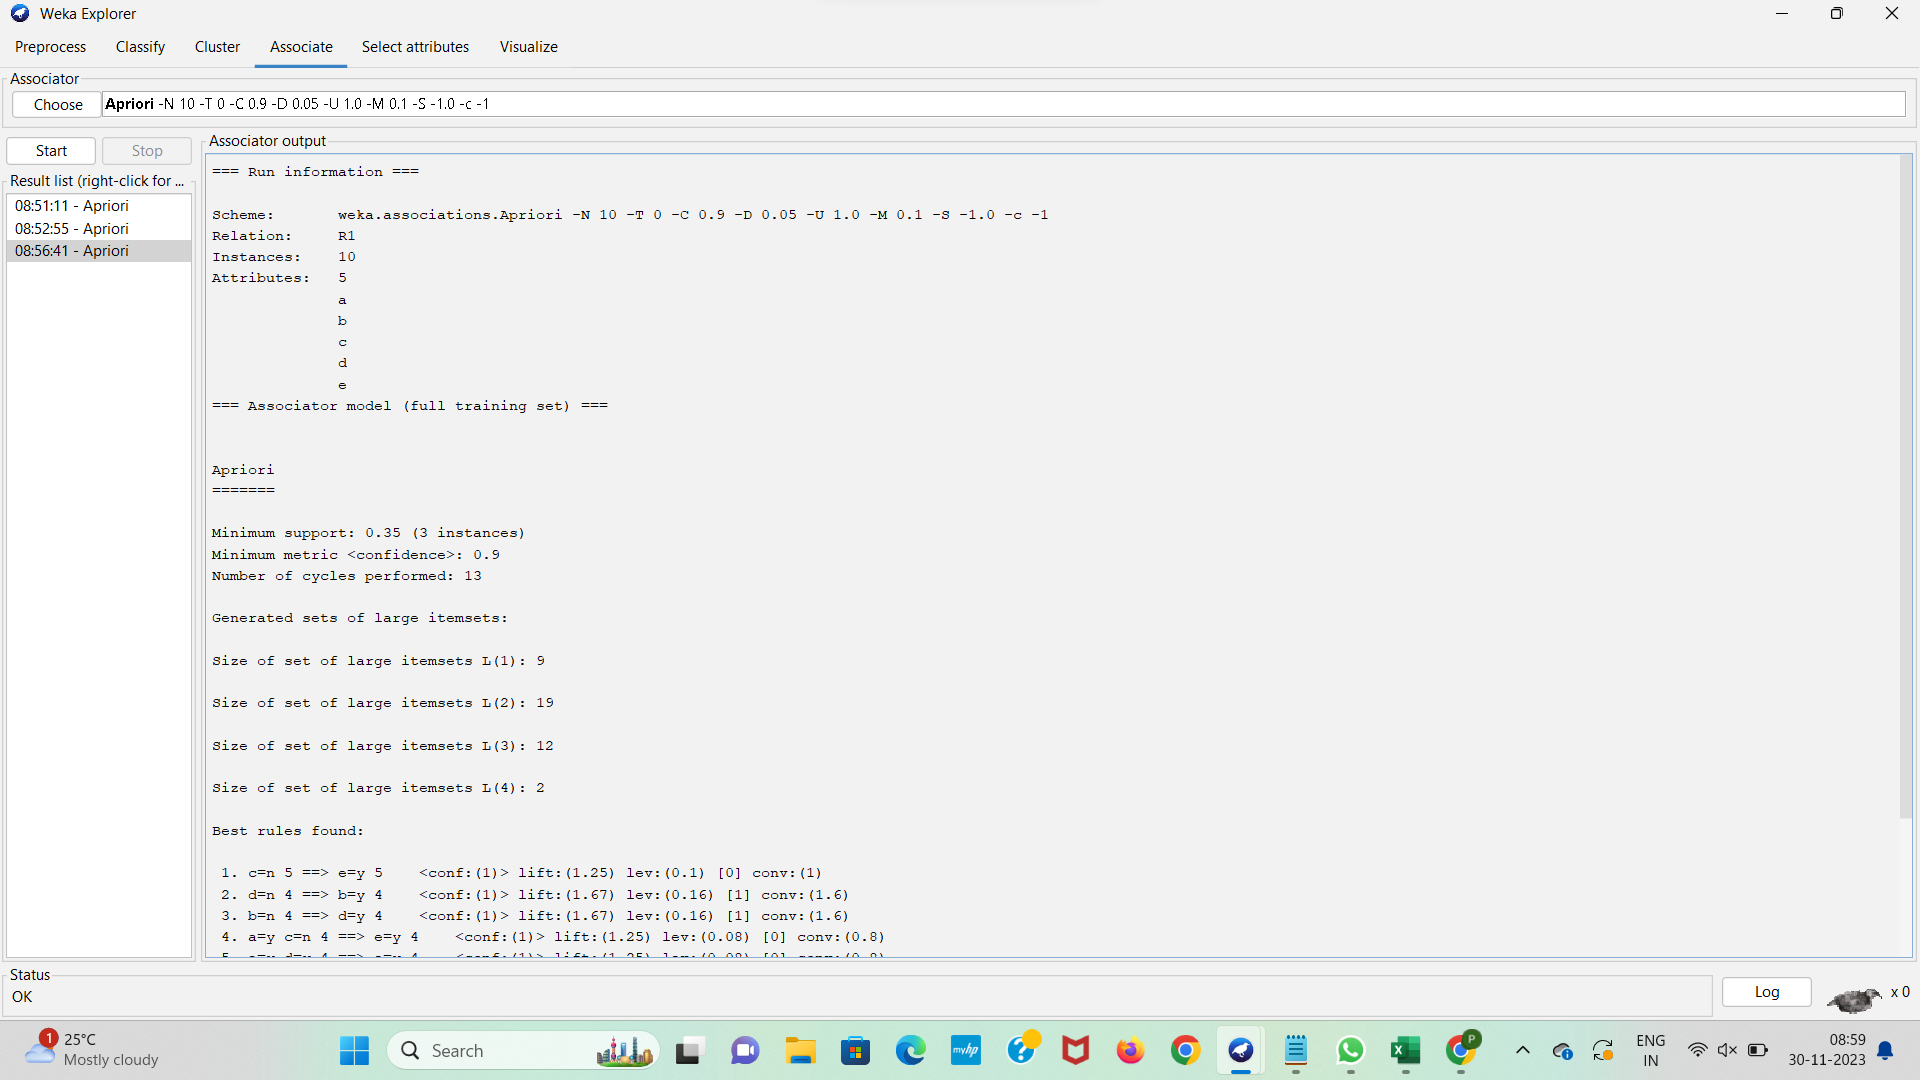 Weka Explorer
Preprocess Classify Cluster Associate Select attributes Visualize
Associator
Choose Apriori -N 10 -T 0 -C 0.9 -D 0.05 -U 1.0 -M 0.1 -S -1.0 -c -1
Start Stop
Result list (right-click for ...
08:51:11 - Apriori
08:52:55 - Apriori
08:56:41 - Apriori
Associator output
=== Run information ===
Scheme: weka.associations.Apriori -N 10 -T 0 -C 0.9 -D 0.05 -U 1.0 -M 0.1 -S -1.0 -c -1
Relation: R1
Instances: 10
Attributes: 5
a
b
c
d
e
=== Associator model (full training set) ===
Apriori
=======
Minimum support: 0.35 (3 instances)
Minimum metric <confidence>: 0.9
Number of cycles performed: 13
Generated sets of large itemsets:
Size of set of large itemsets L(1): 9
Size of set of large itemsets L(2): 19
Size of set of large itemsets L(3): 12
Size of set of large itemsets L(4): 2
Best rules found:
1. c=n 5 ==> e=y 5 <conf:(1)> lift:(1.25) lev:(0.1) [0] conv:(1)
2. d=n 4 ==> b=y 4 <conf:(1)> lift:(1.67) lev:(0.16) [1] conv:(1.6)
3. b=n 4 ==> d=y 4 <conf:(1)> lift:(1.67) lev:(0.16) [1] conv:(1.6)
4. a=y c=n 4 ==> e=y 4 <conf:(1)> lift:(1.25) lev:(0.08) [0] conv:(0.8)
Status
OK
Log
x 0
1
25°C
Mostly cloudy
Search
myhp
P
ENG
IN
08:59
30-11-2023